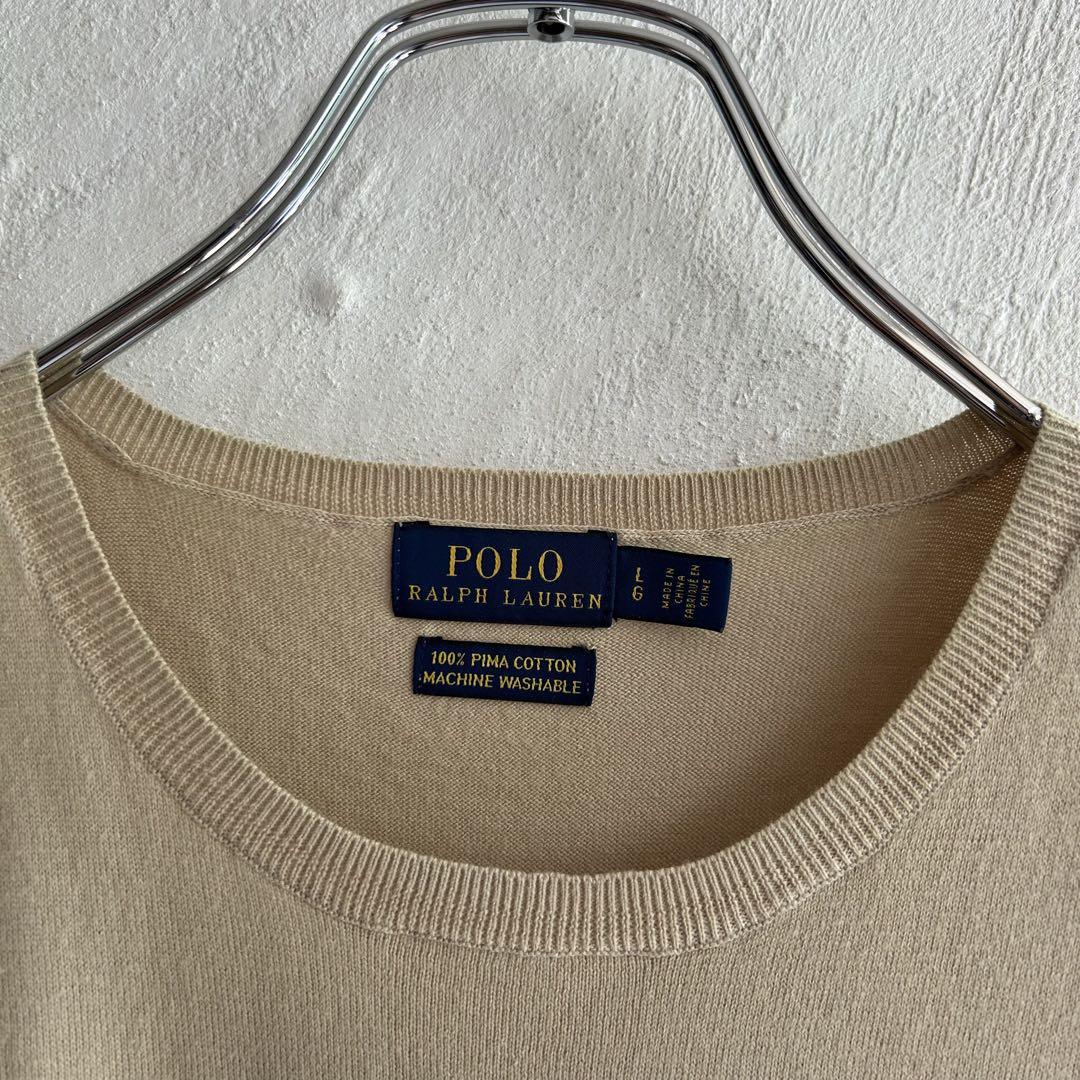 POLO
RALPH LAUREN
L
G
MADE IN
CHINA
FABRIQUÉ EN
CHINE
100% PIMA COTTON
MACHINE WASHABLE